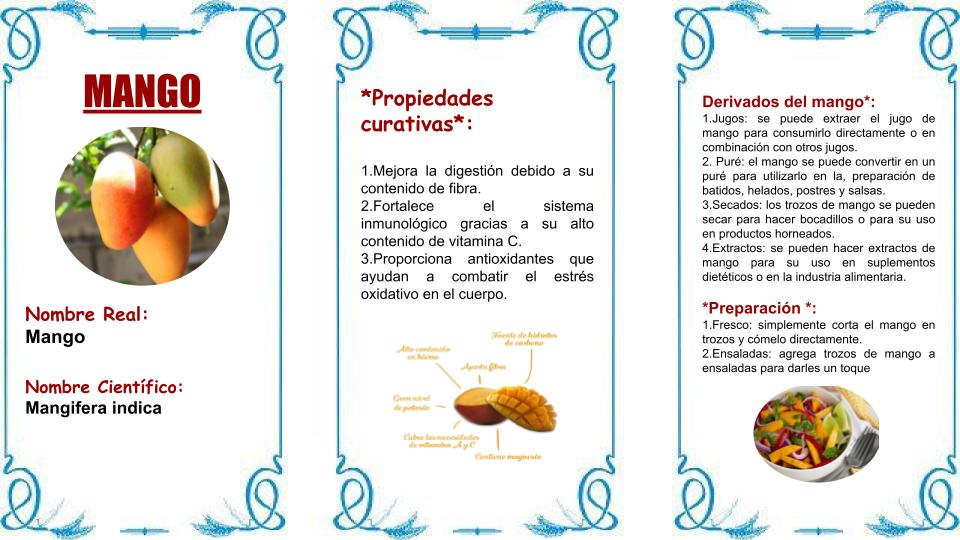 MANGO
Nombre Real:
Mango
Nombre Científico:
Mangifera indica
*Propiedades
curativas*:
1.Mejora la digestión debido a su
contenido de fibra.
2.Fortalece el sistema
inmunológico gracias a su alto
contenido de vitamina C.
3.Proporciona antioxidantes que
ayudan a combatir el estrés
oxidativo en el cuerpo.
Fuente de hidratos
de carbono
Alto contenido
en hierro
Aporta fibra
Gran nivel
de potasio
Cubre las necesidades
de vitamina A y C
Contiene magnesio
Derivados del mango*:
1.Jugos: se puede extraer el jugo de
mango para consumirlo directamente o en
combinación con otros jugos.
2. Puré: el mango se puede convertir en un
puré para utilizarlo en la, preparación de
batidos, helados, postres y salsas.
3.Secados: los trozos de mango se pueden
secar para hacer bocadillos o para su uso
en productos horneados.
4.Extractos: se pueden hacer extractos de
mango para su uso en suplementos
dietéticos o en la industria alimentaria.
*Preparación *:
1.Fresco: simplemente corta el mango en
trozos y cómelo directamente.
2.Ensaladas: agrega trozos de mango a
ensaladas para darles un toque